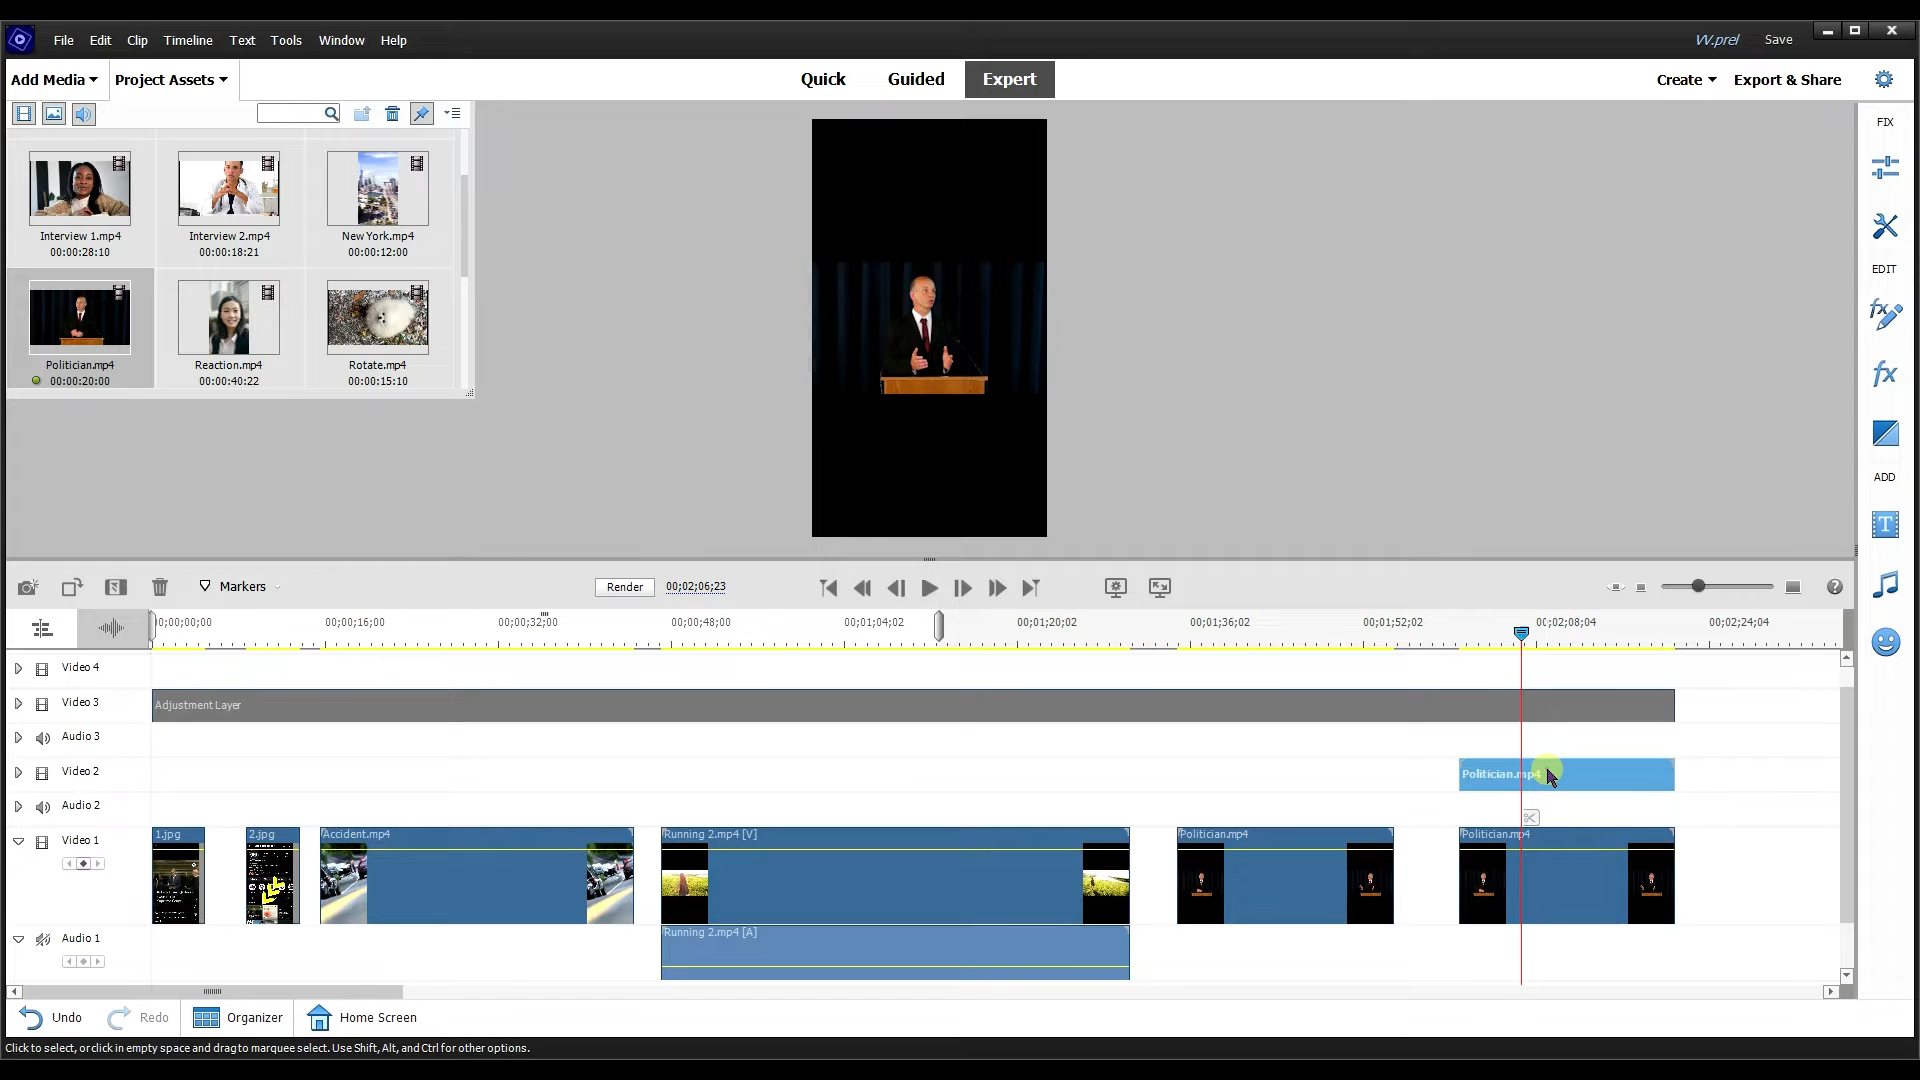 File Edit Clip Timeline Text Tools Window Help
VV.prel Save
Add Media Project Assets
Quick Guided Expert
Create Export & Share
FIX
Interview 1.mp4 Interview 2.mp4 New York.mp4
00:00:28:10 00:00:18:21 00:00:12:00
EDIT
Politician.mp4 Reaction.mp4 Rotate.mp4
00:00:20:00 00:00:40:22 00:00:15:10
fx
fx
ADD
T
Markers Render 00;02;06;23
00;00;00;00 00;00;16;00 00;00;32;00 00;00;48;00 00;01;04;02 00;01;20;02 00;01;36;02 00;01;52;02 00;02;08;04 00;02;24;04
Video 4
Video 3 Adjustment Layer
Audio 3
Video 2 Politician.mp4
Audio 2
Video 1 1.jpg 2.jpg Accident.mp4 Running 2.mp4 [V] Politician.mp4 Politician.mp4
Audio 1 Running 2.mp4 [A]
Undo Redo Organizer Home Screen
Click to select, or click in empty space and drag to marquee select. Use Shift, Alt, and Ctrl for other options.